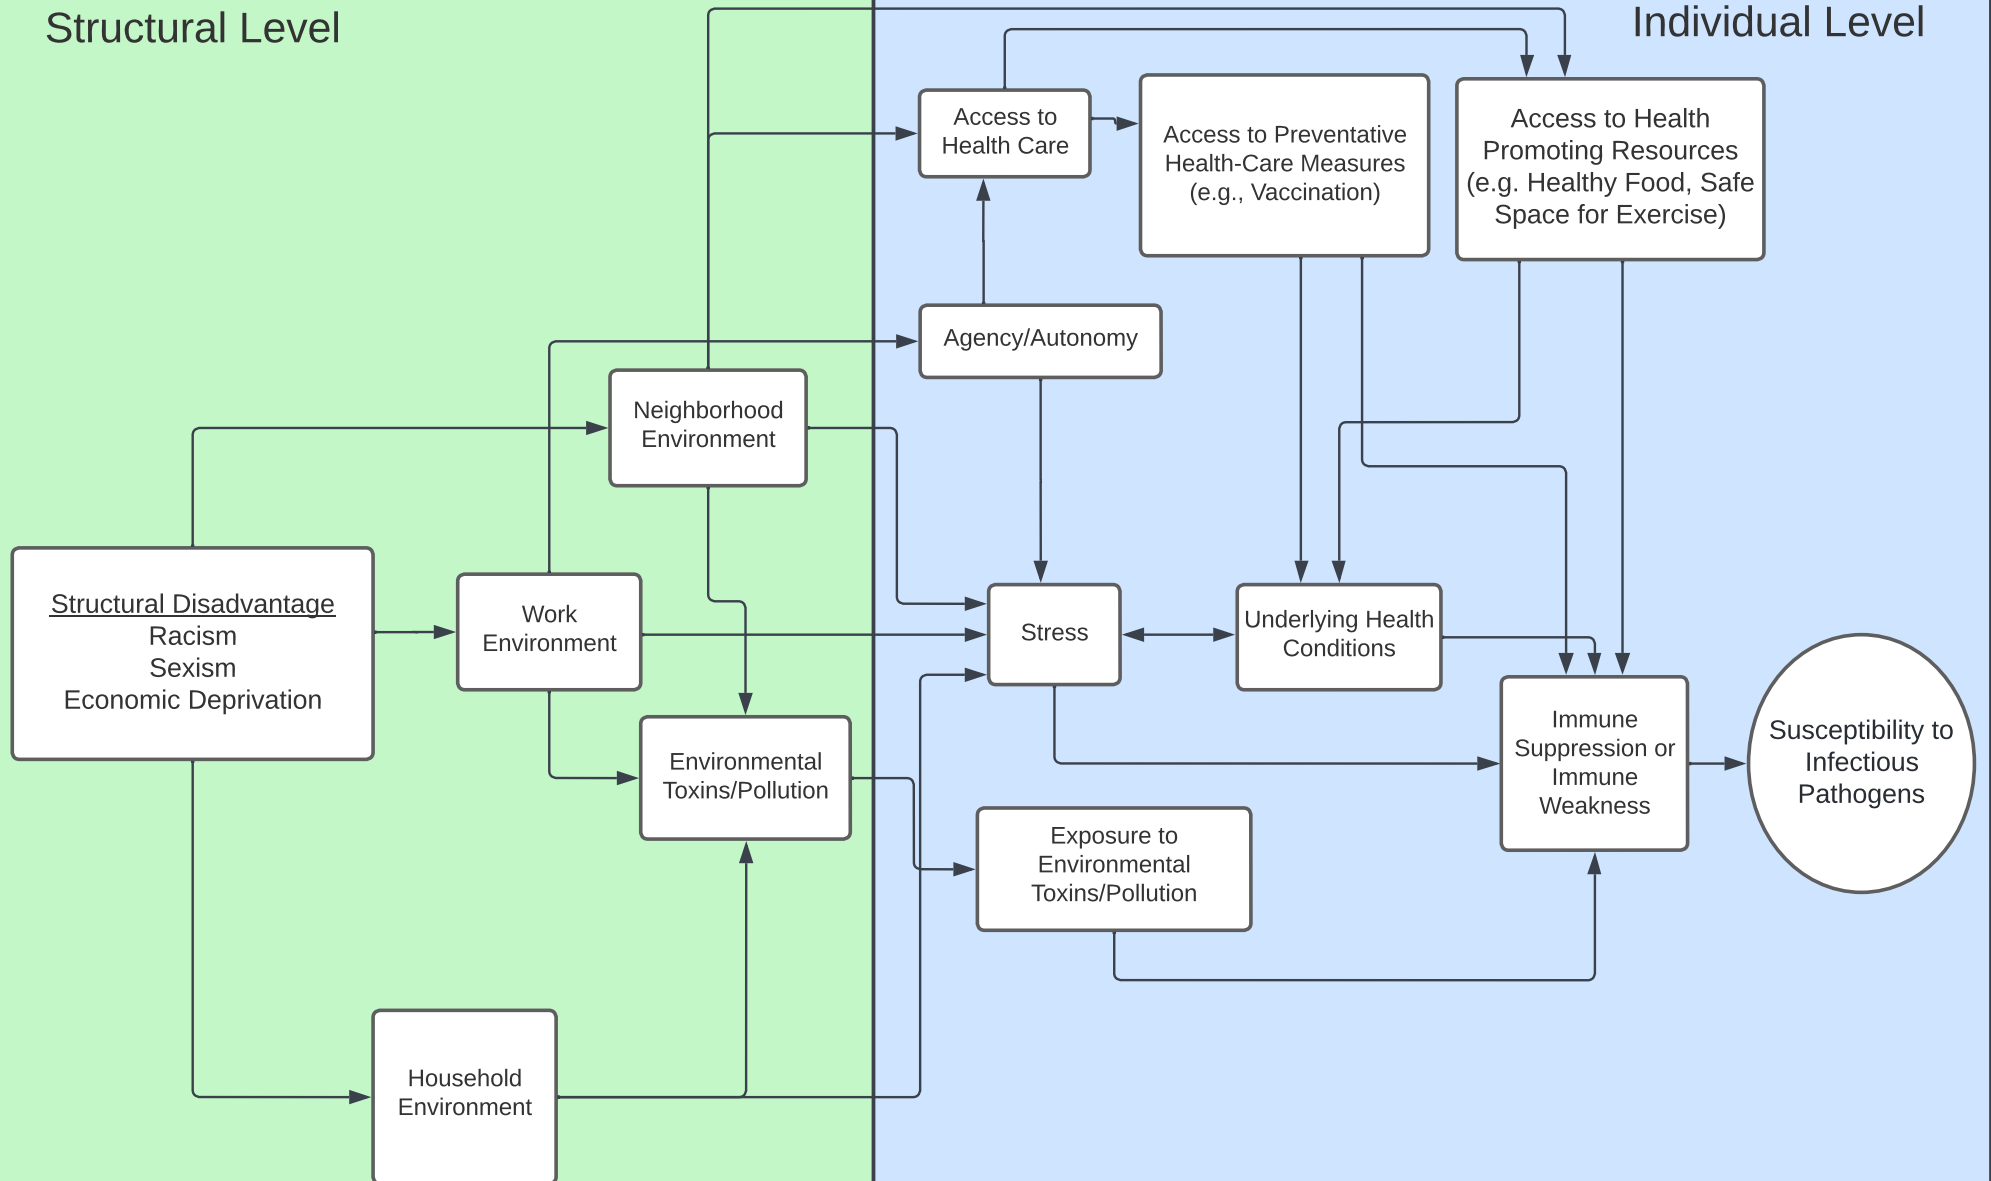 Structural Level
Individual Level
Access to
Health Care
Access to Preventative
Health-Care Measures
(e.g., Vaccination)
Access to Health
Promoting Resources
(e.g. Healthy Food, Safe
Space for Exercise)
Agency/Autonomy
Neighborhood
Environment
Structural Disadvantage
Racism
Sexism
Economic Deprivation
Work
Environment
Stress
Underlying Health
Conditions
Environmental
Toxins/Pollution
Immune
Suppression or
Immune
Weakness
Susceptibility to
Infectious
Pathogens
Exposure to
Environmental
Toxins/Pollution
Household
Environment